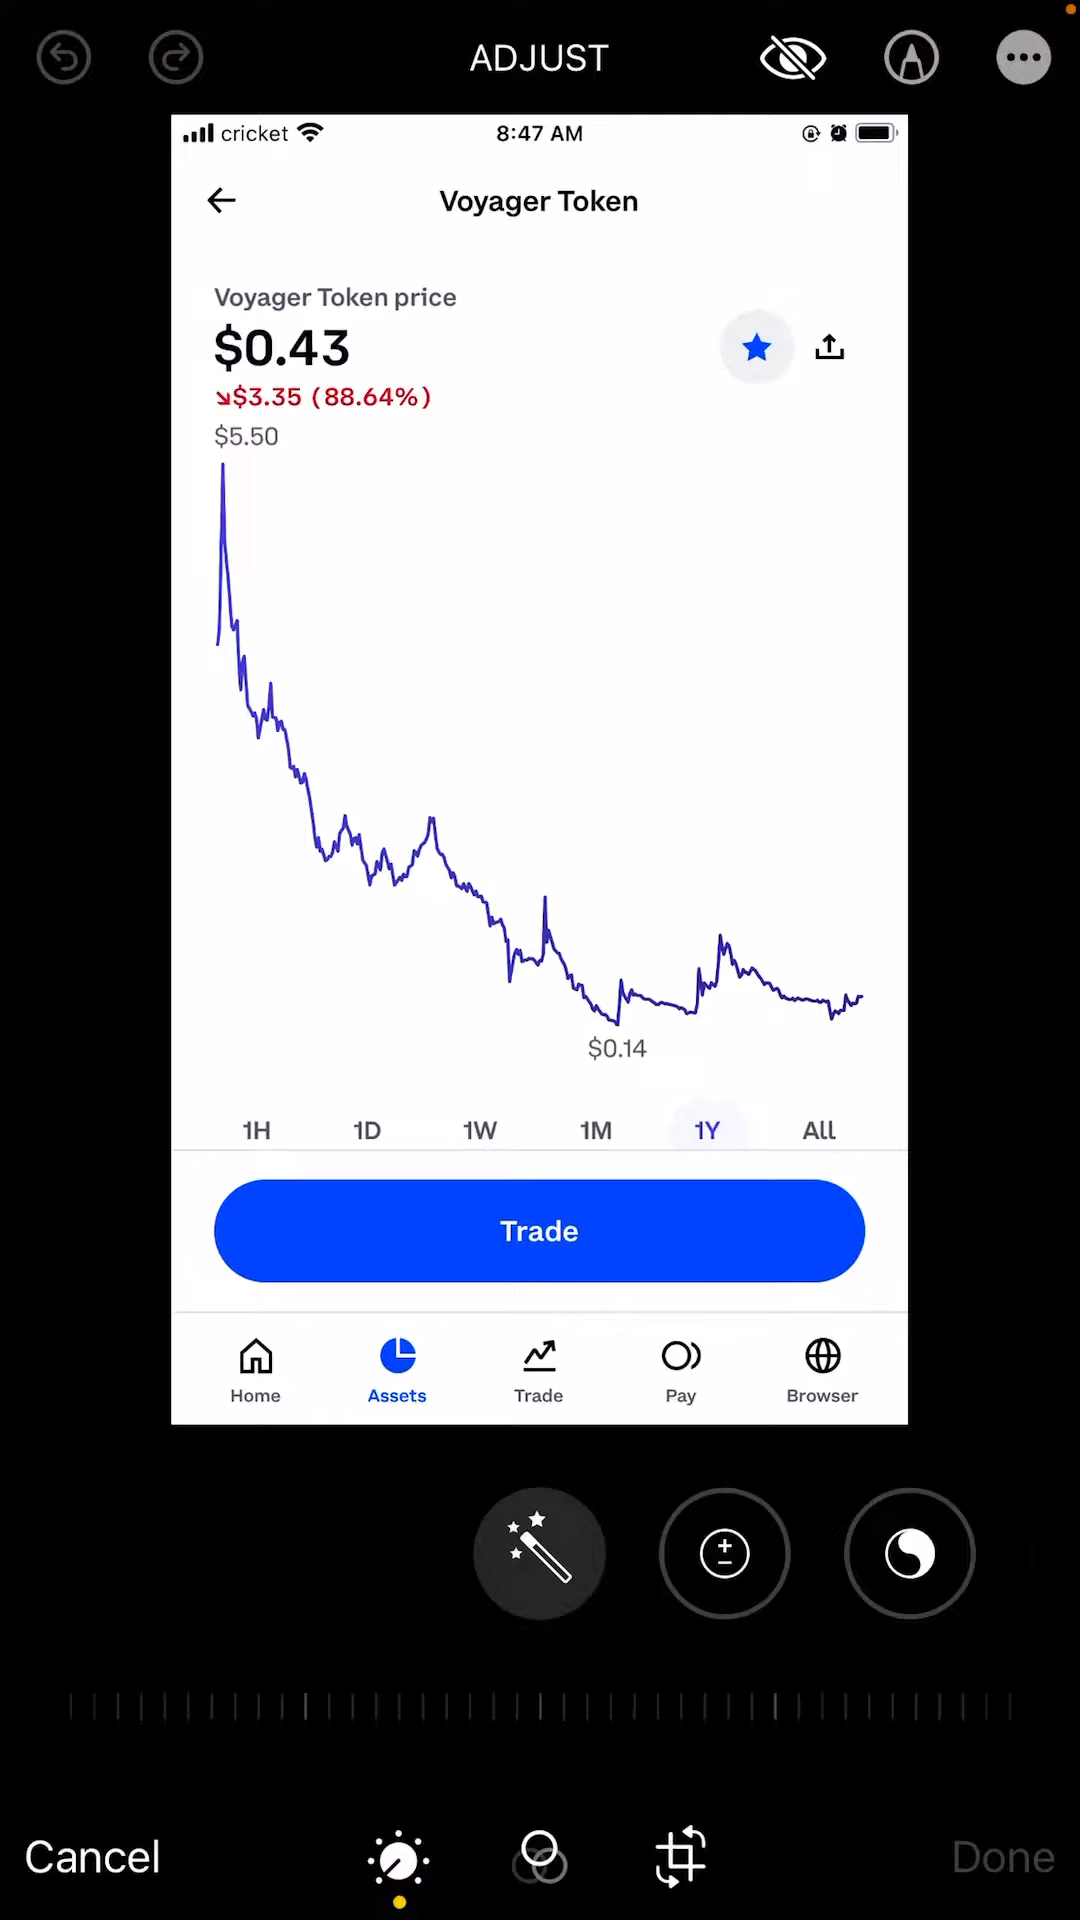 ADJUST
cricket 8:47 AM
Voyager Token
Voyager Token price
$0.43
↘$3.35 (88.64%)
$5.50
$0.14
1H 1D 1W 1M 1Y All
Trade
Home Assets Trade Pay Browser
Cancel Done